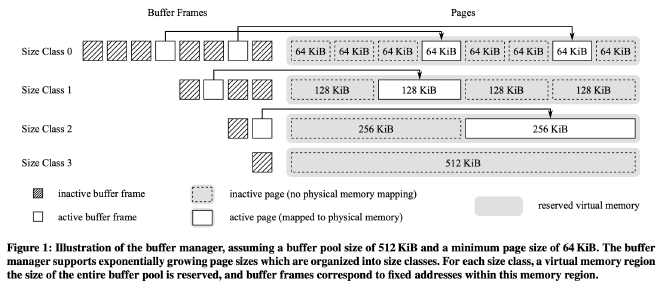 Buffer Frames Pages
Size Class 0 64 KiB 64 KiB 64 KiB 64 KiB 64 KiB 64 KiB 64 KiB 64 KiB
Size Class 1 128 KiB 128 KiB 128 KiB 128 KiB
Size Class 2 256 KiB 256 KiB
Size Class 3 512 KiB
inactive buffer frame inactive page (no physical memory mapping) reserved virtual memory
active buffer frame active page (mapped to physical memory)
Figure 1: Illustration of the buffer manager, assuming a buffer pool size of 512 KiB and a minimum page size of 64 KiB. The buffer
manager supports exponentially growing page sizes which are organized into size classes. For each size class, a virtual memory region
the size of the entire buffer pool is reserved, and buffer frames correspond to fixed addresses within this memory region.